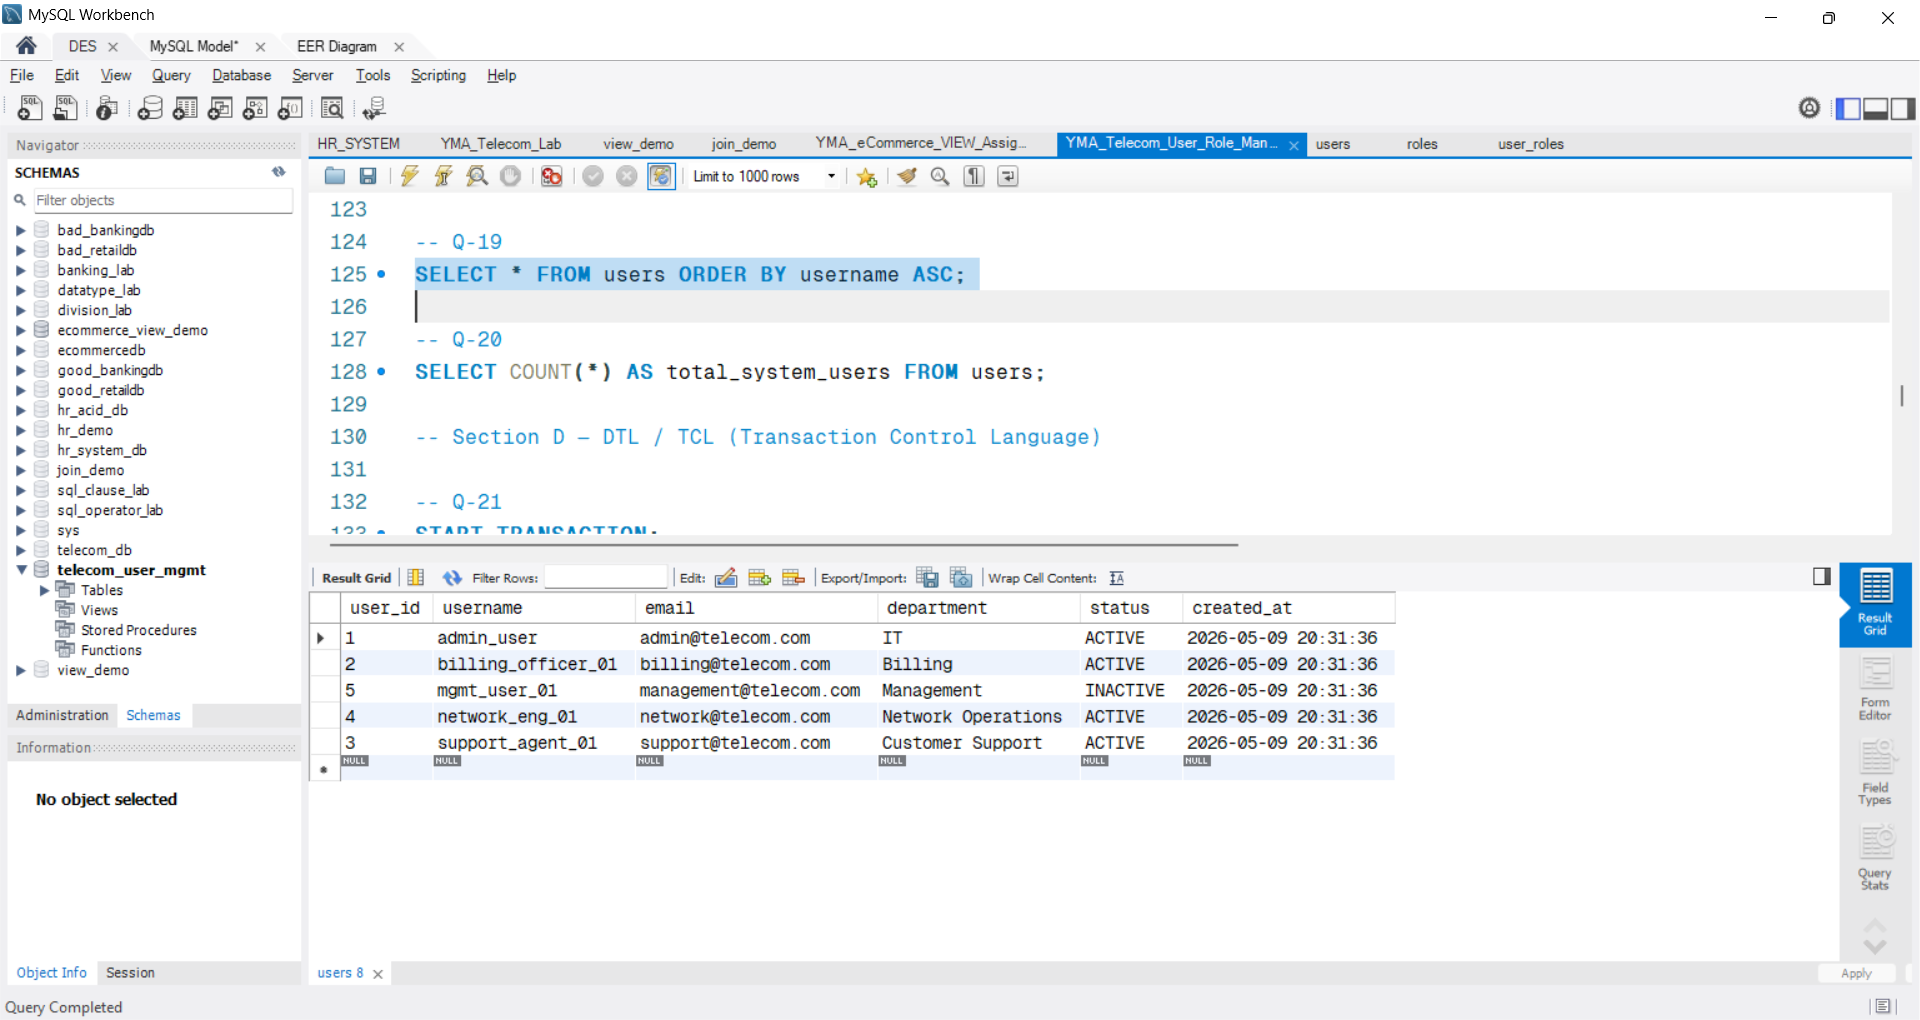 MySQL Workbench
DES
MySQL Model*
EER Diagram
File Edit View Query Database Server Tools Scripting Help
Navigator
SCHEMAS
Filter objects
bad_bankingdb
bad_retaildb
banking_lab
datatype_lab
division_lab
ecommerce_view_demo
ecommercedb
good_bankingdb
good_retaildb
hr_acid_db
hr_demo
hr_system_db
join_demo
sql_clause_lab
sql_operator_lab
sys
telecom_db
telecom_user_mgmt
Tables
Views
Stored Procedures
Functions
view_demo
Administration Schemas
Information
No object selected
Object Info Session
HR_SYSTEM YMA_Telecom_Lab view_demo join_demo YMA_eCommerce_VIEW_Assig... YMA_Telecom_User_Role_Man... users roles user_roles
Limit to 1000 rows
123
124 -- Q-19
125 SELECT * FROM users ORDER BY username ASC;
126
127 -- Q-20
128 SELECT COUNT(*) AS total_system_users FROM users;
129
130 -- Section D – DTL / TCL (Transaction Control Language)
131
132 -- Q-21
133 START TRANSACTION;
Result Grid Filter Rows: Edit: Export/Import: Wrap Cell Content:
user_id username email department status created_at
1 admin_user admin@telecom.com IT ACTIVE 2026-05-09 20:31:36
2 billing_officer_01 billing@telecom.com Billing ACTIVE 2026-05-09 20:31:36
5 mgmt_user_01 management@telecom.com Management INACTIVE 2026-05-09 20:31:36
4 network_eng_01 network@telecom.com Network Operations ACTIVE 2026-05-09 20:31:36
3 support_agent_01 support@telecom.com Customer Support ACTIVE 2026-05-09 20:31:36
NULL NULL NULL NULL NULL NULL
Result
Grid
Form
Editor
Field
Types
Query
Stats
users 8
Apply
Query Completed